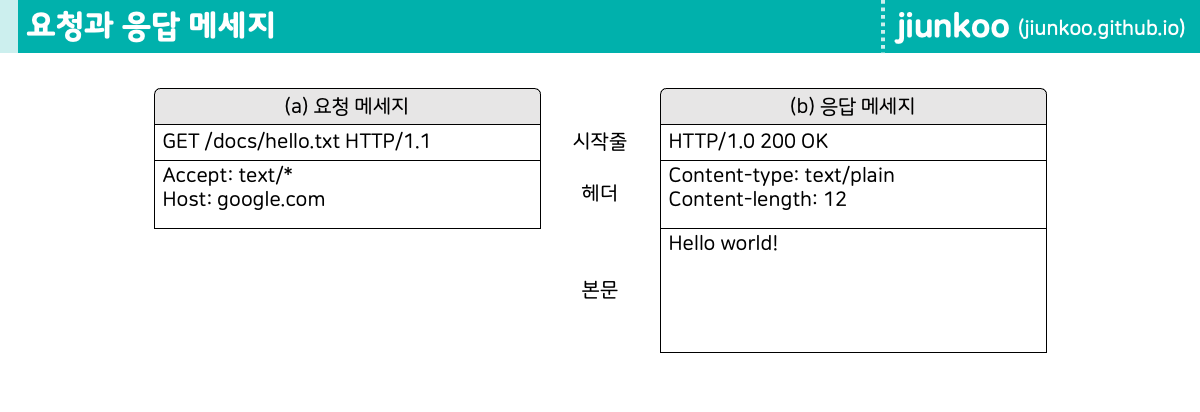 요청과 응답 메세지
jiunkoo (jiunkoo.github.io)
(a) 요청 메세지
GET /docs/hello.txt HTTP/1.1
Accept: text/*
Host: google.com
시작줄
헤더
본문
(b) 응답 메세지
HTTP/1.0 200 OK
Content-type: text/plain
Content-length: 12
Hello world!